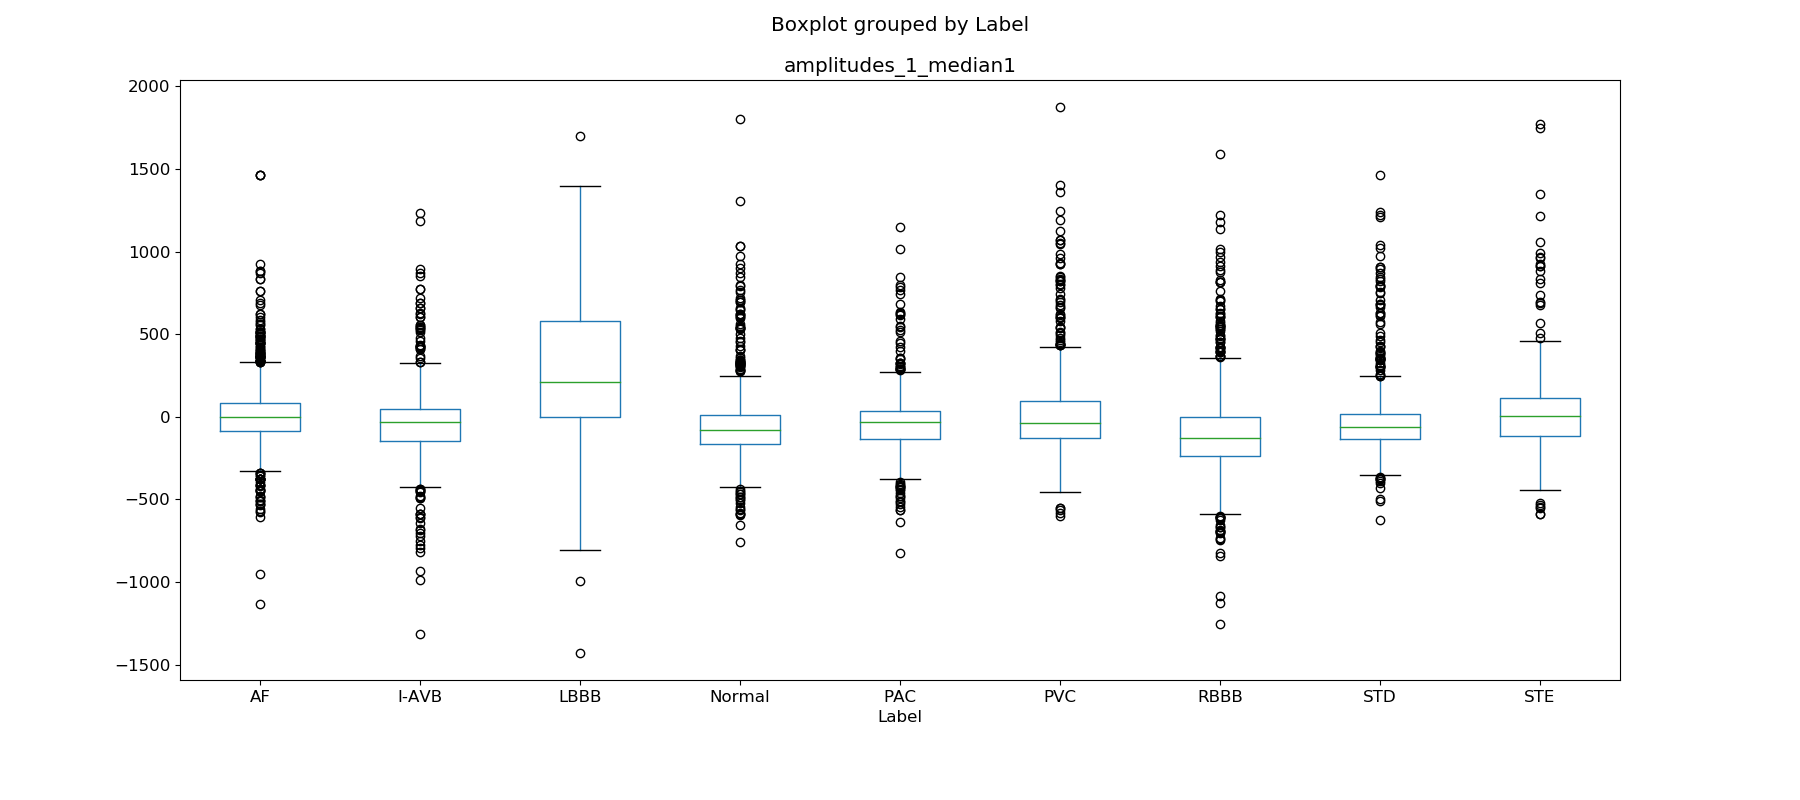 Boxplot grouped by Label
amplitudes_1_median1
2000
1500
1000
500
0
−500
−1000
−1500
AF I-AVB LBBB Normal PAC PVC RBBB STD STE
Label